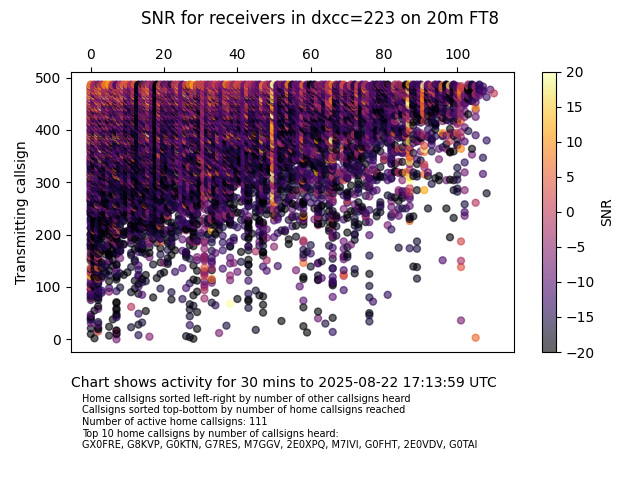 SNR for receivers in dxcc=223 on 20m FT8
0 20 40 60 80 100
500
400
300
200
100
0
Transmitting callsign
20
15
10
5
0
−5
−10
−15
−20
SNR
Chart shows activity for 30 mins to 2025-08-22 17:13:59 UTC
Home callsigns sorted left-right by number of other callsigns heard
Callsigns sorted top-bottom by number of home callsigns reached
Number of active home callsigns: 111
Top 10 home callsigns by number of callsigns heard:
GX0FRE, G8KVP, G0KTN, G7RES, M7GGV, 2E0XPQ, M7IVI, G0FHT, 2E0VDV, G0TAI